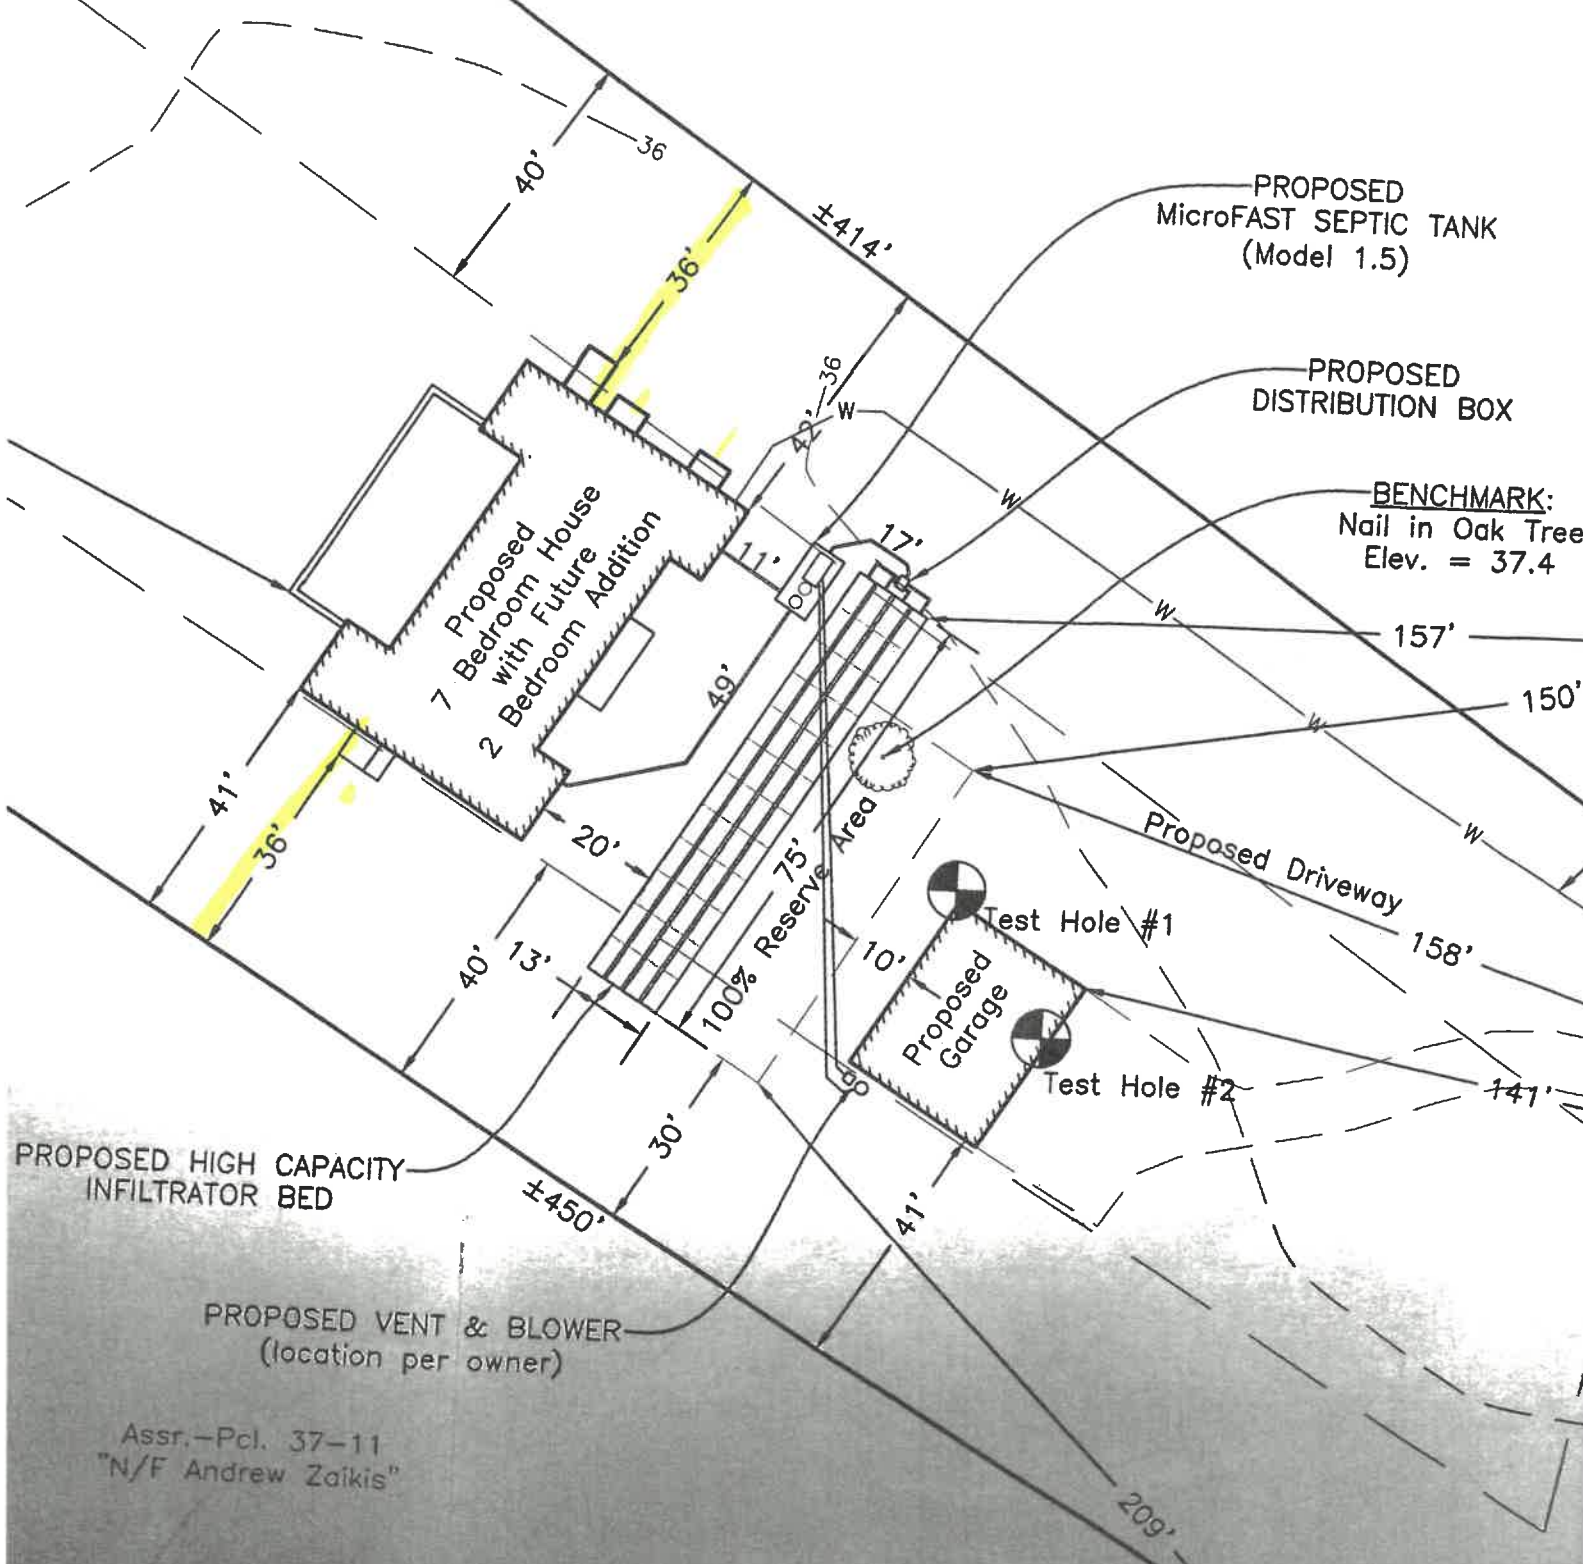 40'
36
36'
±414'
PROPOSED
MicroFAST SEPTIC TANK
(Model 1.5)
36
42'
W
PROPOSED
DISTRIBUTION BOX
W
BENCHMARK:
Nail in Oak Tree
Elev. = 37.4
17'
11'
Proposed
7 Bedroom House
with Future
2 Bedroom Addition
W
157'
49'
150'
W
41'
36'
20'
75'
100% Reserve Area
Proposed Driveway
W
Test Hole #1
158'
40'
13'
10'
Proposed
Garage
Test Hole #2
141'
30'
PROPOSED HIGH CAPACITY
INFILTRATOR BED
±450'
41'
PROPOSED VENT & BLOWER
(location per owner)
Assr.-Pcl. 37-11
"N/F Andrew Zaikis"
209'